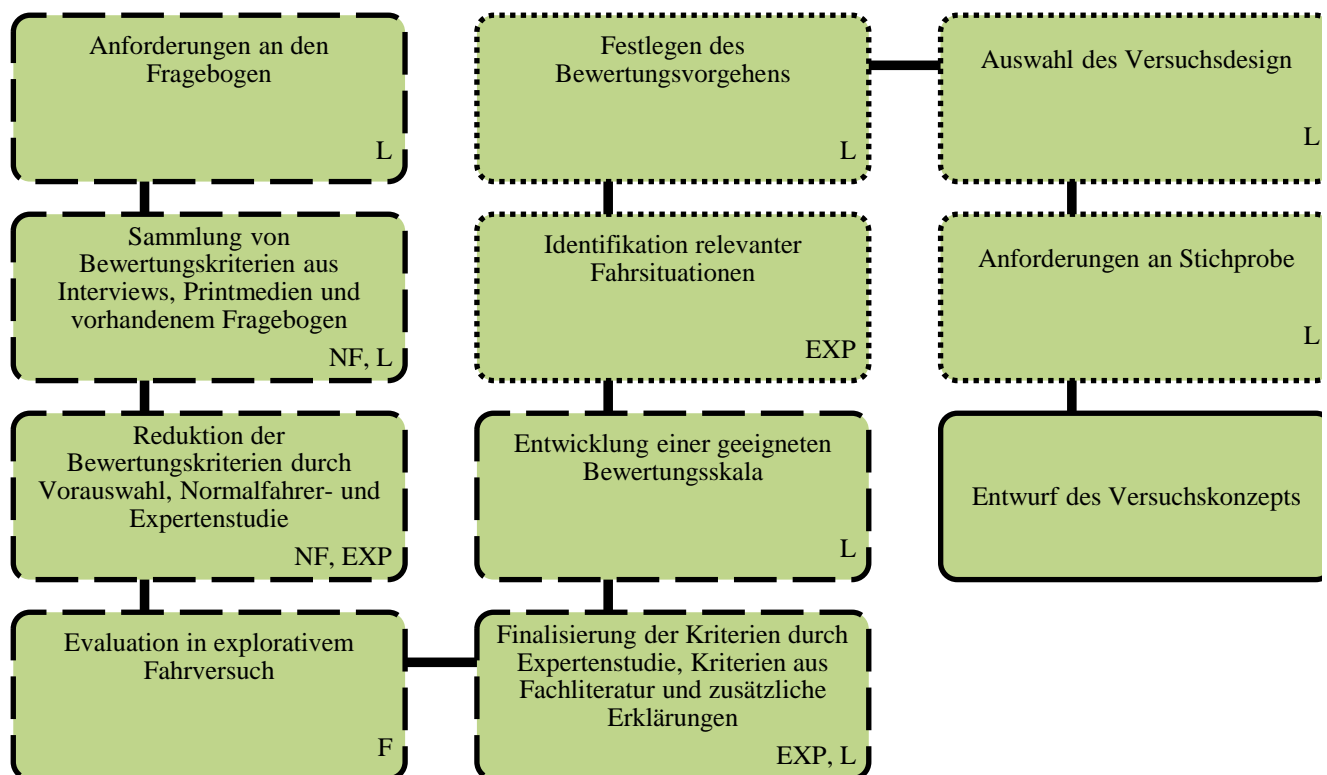 Anforderungen an den
Fragebogen
L
Sammlung von
Bewertungskriterien aus
Interviews, Printmedien und
vorhandenem Fragebogen
NF, L
Reduktion der
Bewertungskriterien durch
Vorauswahl, Normalfahrer- und
Expertenstudie
NF, EXP
Evaluation in explorativem
Fahrversuch
F
Finalisierung der Kriterien durch
Expertenstudie, Kriterien aus
Fachliteratur und zusätzliche
Erklärungen
EXP, L
Entwicklung einer geeigneten
Bewertungsskala
L
Identifikation relevanter
Fahrsituationen
EXP
Festlegen des
Bewertungsvorgehens
L
Auswahl des Versuchsdesign
L
Anforderungen an Stichprobe
L
Entwurf des Versuchskonzepts